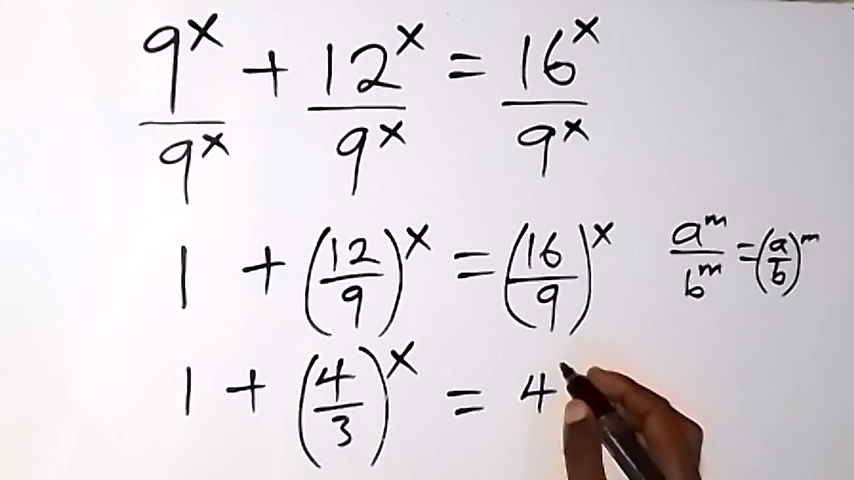 9^x/9^x + 12^x/9^x = 16^x/9^x
1 + (12/9)^x = (16/9)^x
a^m/b^m = (a/b)^m
1 + (4/3)^x = 4